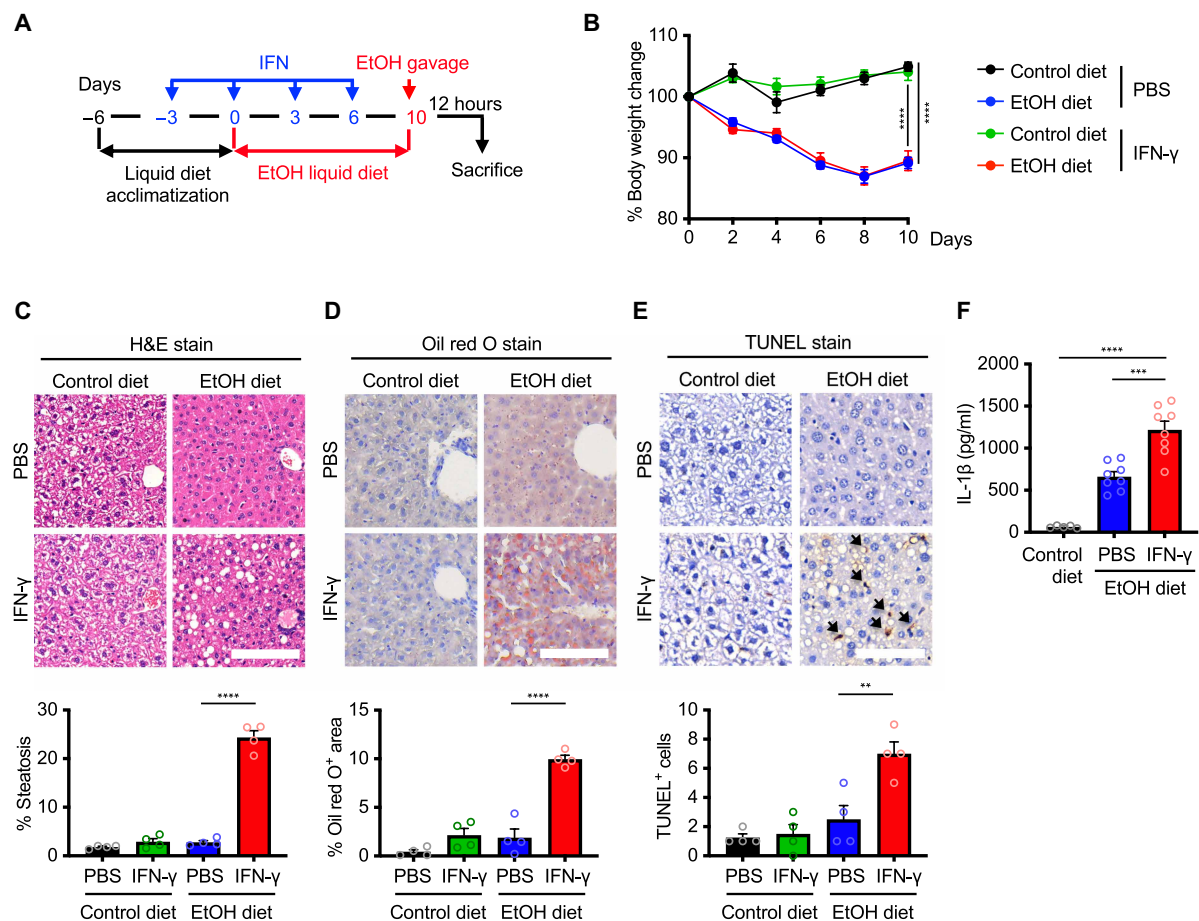 A
Days
IFN
EtOH gavage
12 hours
−6
−3
0
3
6
10
Liquid diet
acclimatization
EtOH liquid diet
Sacrifice
B
% Body weight change
110
100
90
80
0
2
4
6
8
10
Days
****
****
Control diet
EtOH diet
PBS
Control diet
EtOH diet
IFN-γ
C
H&E stain
Control diet
EtOH diet
PBS
IFN-γ
% Steatosis
30
20
10
0
****
PBS
IFN-γ
PBS
IFN-γ
Control diet
EtOH diet
D
Oil red O stain
Control diet
EtOH diet
PBS
IFN-γ
% Oil red O⁺ area
15
10
5
0
****
PBS
IFN-γ
PBS
IFN-γ
Control diet
EtOH diet
E
TUNEL stain
Control diet
EtOH diet
PBS
IFN-γ
TUNEL⁺ cells
10
8
6
4
2
0
**
PBS
IFN-γ
PBS
IFN-γ
Control diet
EtOH diet
F
IL-1β (pg/ml)
2000
1500
1000
500
0
****
***
Control
diet
PBS
IFN-γ
EtOH diet